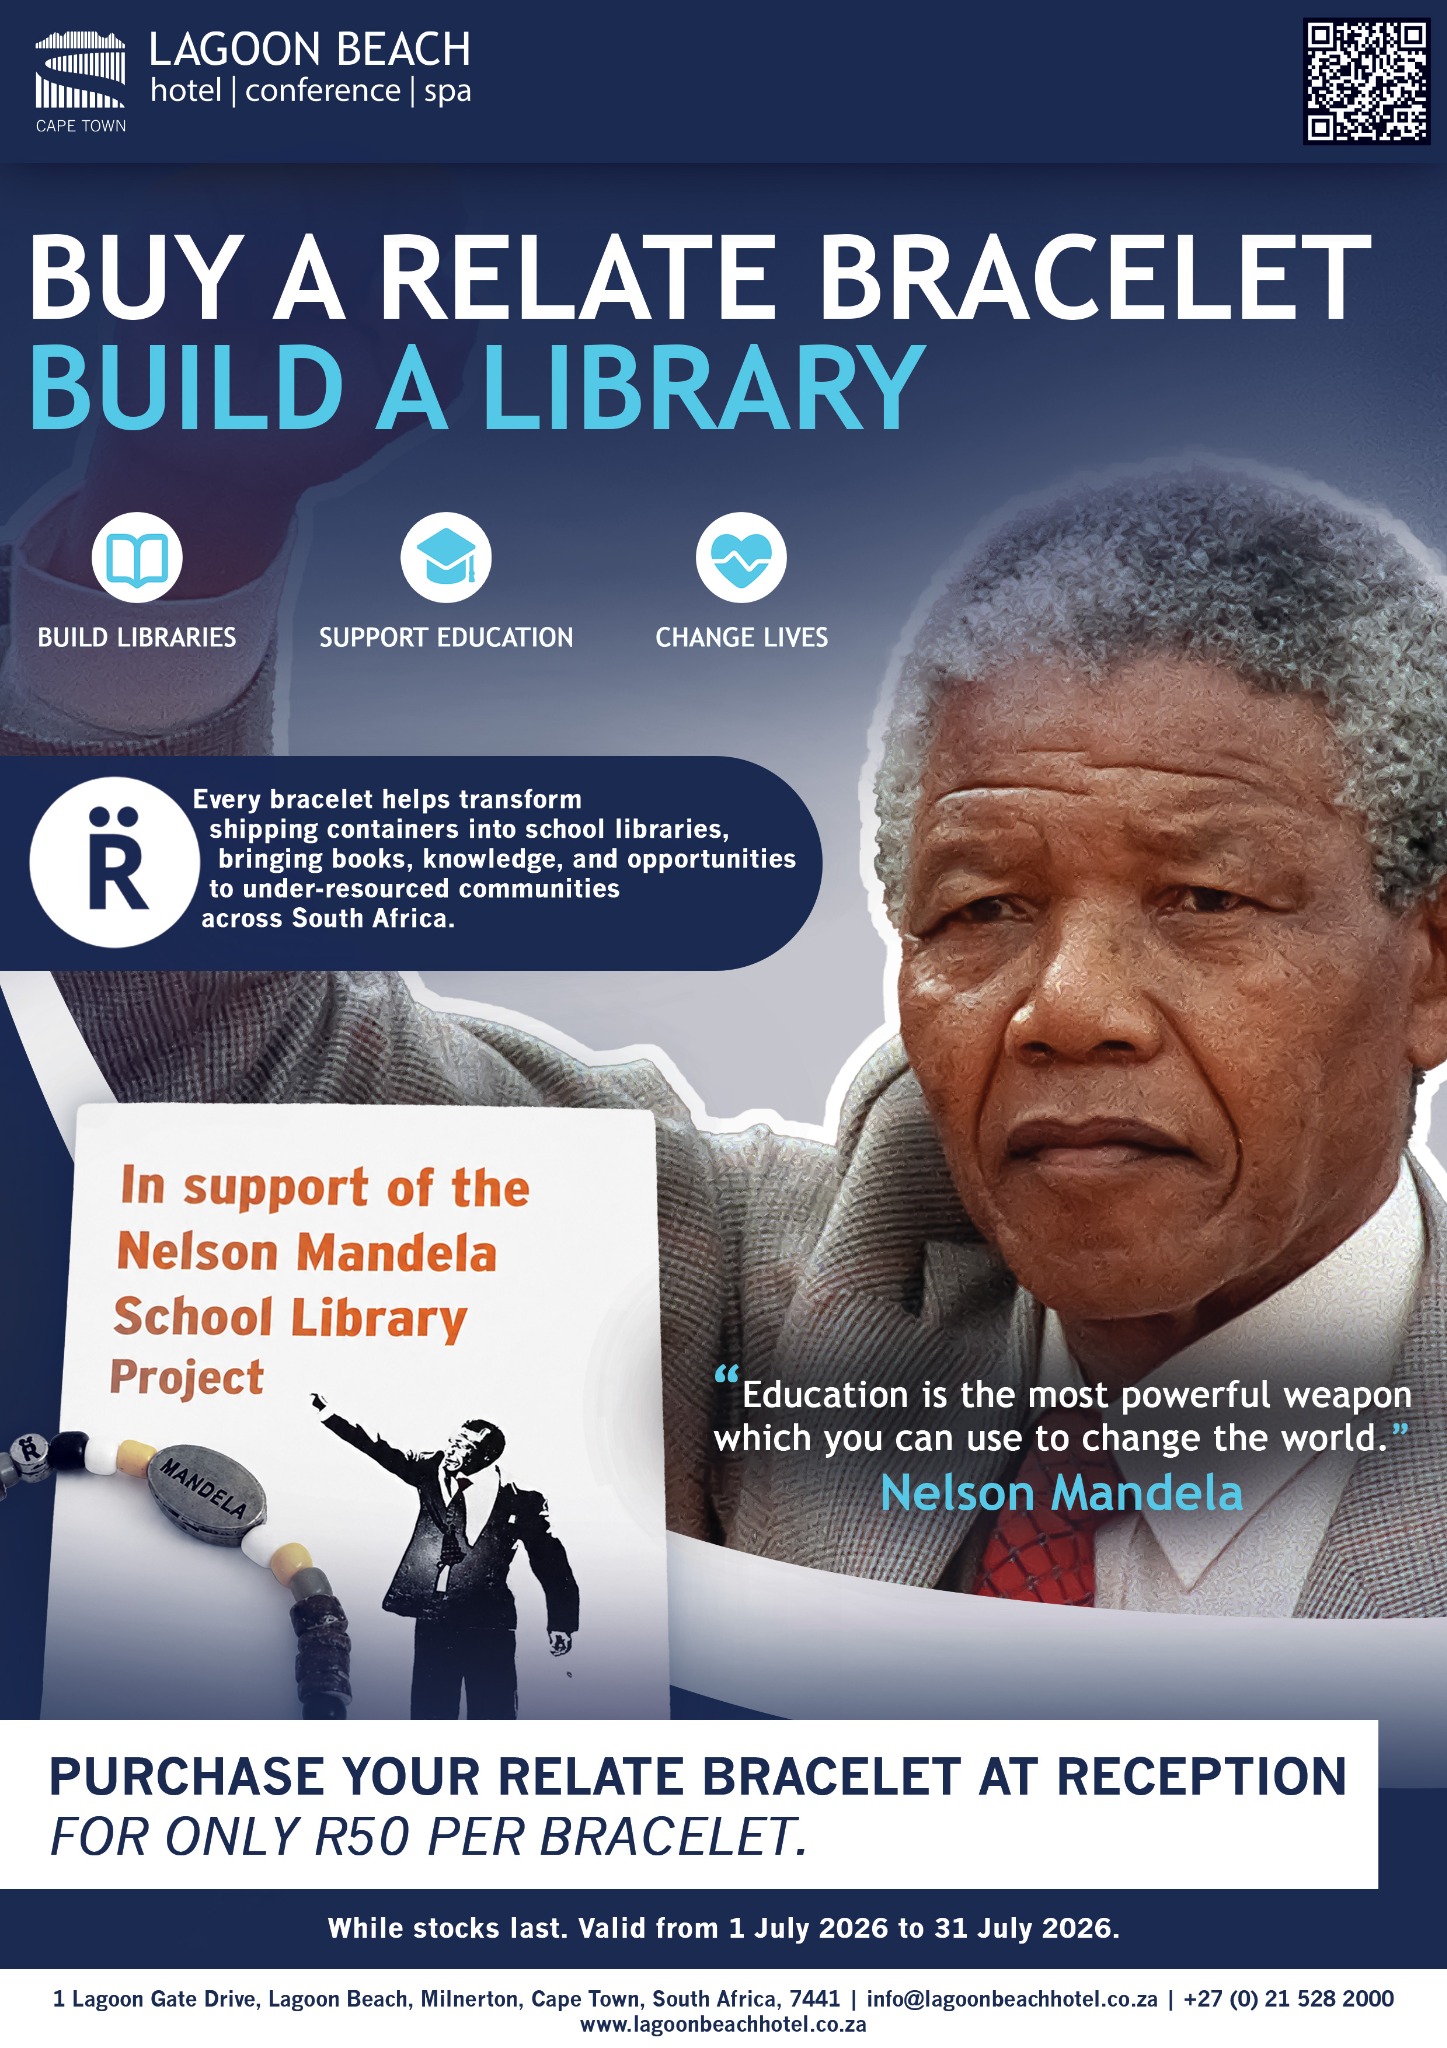 LAGOON BEACH
hotel | conference | spa
CAPE TOWN
BUY A RELATE BRACELET
BUILD A LIBRARY
BUILD LIBRARIES
SUPPORT EDUCATION
CHANGE LIVES
R̈
Every bracelet helps transform
shipping containers into school libraries,
bringing books, knowledge, and opportunities
to under-resourced communities
across South Africa.
In support of the
Nelson Mandela
School Library
Project
R̈
MANDELA
“Education is the most powerful weapon
which you can use to change the world.”
Nelson Mandela
PURCHASE YOUR RELATE BRACELET AT RECEPTION
FOR ONLY R50 PER BRACELET.
While stocks last. Valid from 1 July 2026 to 31 July 2026.
1 Lagoon Gate Drive, Lagoon Beach, Milnerton, Cape Town, South Africa, 7441 | info@lagoonbeachhotel.co.za | +27 (0) 21 528 2000
www.lagoonbeachhotel.co.za